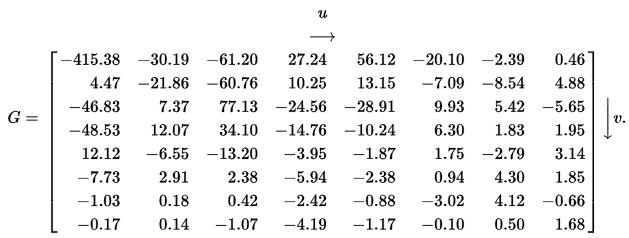 u
⟶
G = [ −415.38 −30.19 −61.20 27.24 56.12 −20.10 −2.39 0.46
4.47 −21.86 −60.76 10.25 13.15 −7.09 −8.54 4.88
−46.83 7.37 77.13 −24.56 −28.91 9.93 5.42 −5.65
−48.53 12.07 34.10 −14.76 −10.24 6.30 1.83 1.95
12.12 −6.55 −13.20 −3.95 −1.87 1.75 −2.79 3.14
−7.73 2.91 2.38 −5.94 −2.38 0.94 4.30 1.85
−1.03 0.18 0.42 −2.42 −0.88 −3.02 4.12 −0.66
−0.17 0.14 −1.07 −4.19 −1.17 −0.10 0.50 1.68 ] ↓ v.